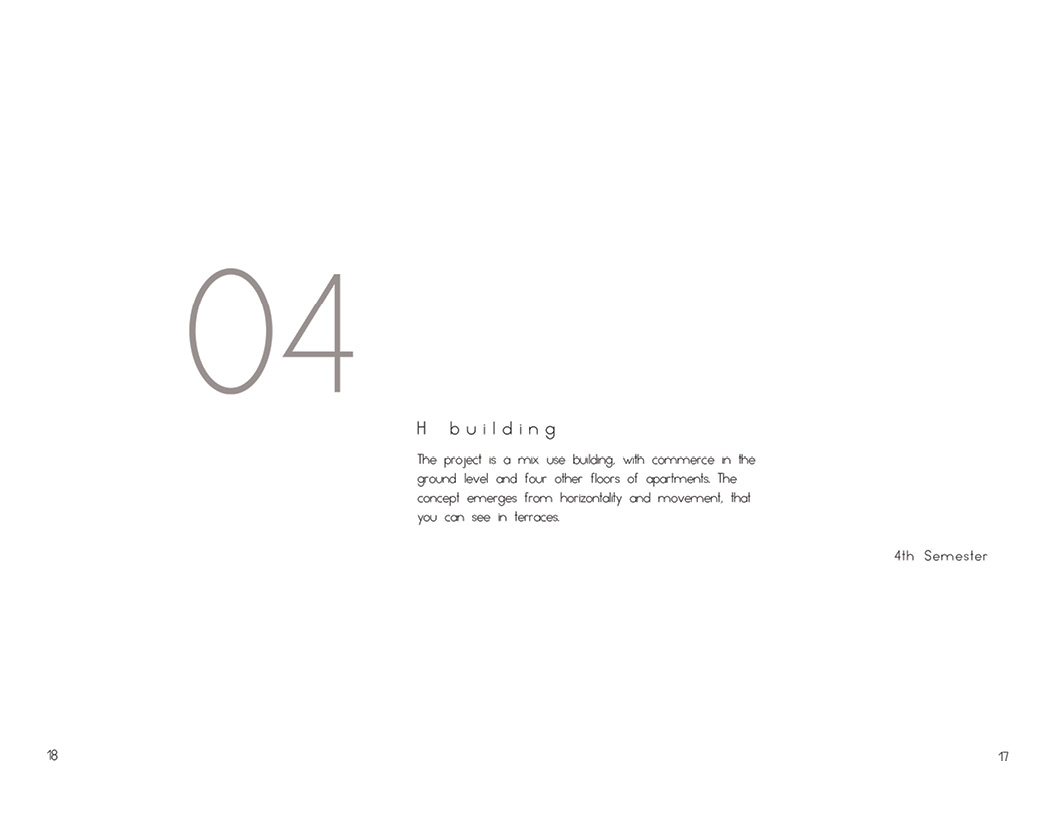 04
H building
The project is a mix use building, with commerce in the
ground level and four other floors of apartments. The
concept emerges from horizontality and movement, that
you can see in terraces.
4th Semester
18
17